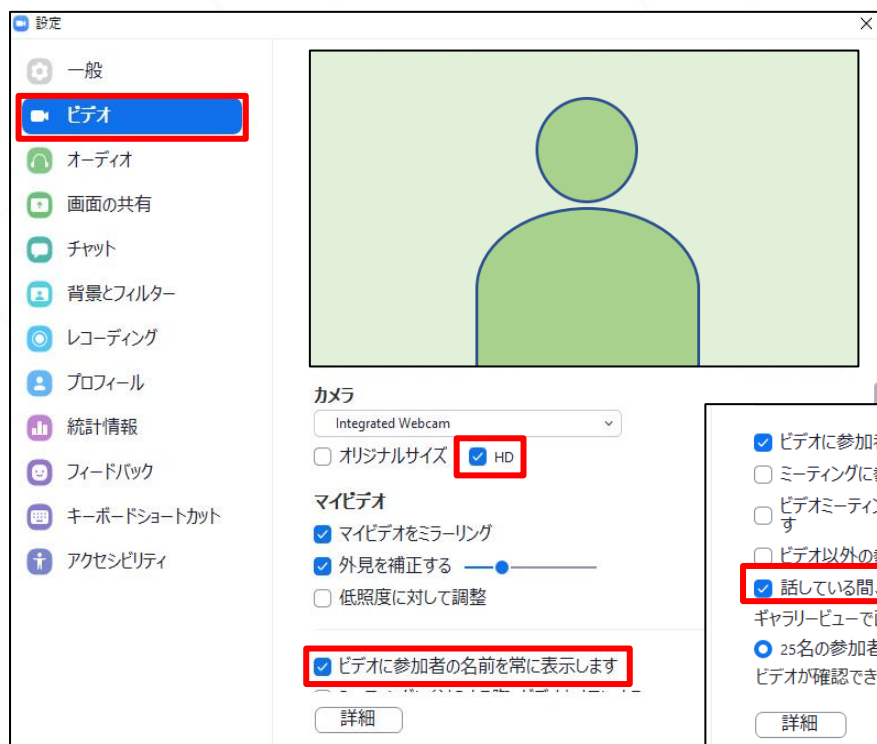 設定
一般
ビデオ
オーディオ
画面の共有
チャット
背景とフィルター
レコーディング
プロフィール
統計情報
フィードバック
キーボードショートカット
アクセシビリティ
カメラ
Integrated Webcam
オリジナルサイズ HD
マイビデオ
マイビデオをミラーリング
外見を補正する
低照度に対して調整
ビデオに参加者の名前を常に表示します
詳細
ビデオに参加
ミーティングに
ビデオミーティン
す
ビデオ以外の
話している間、
ギャラリービューで
25名の参加
ビデオが確認でき
詳細